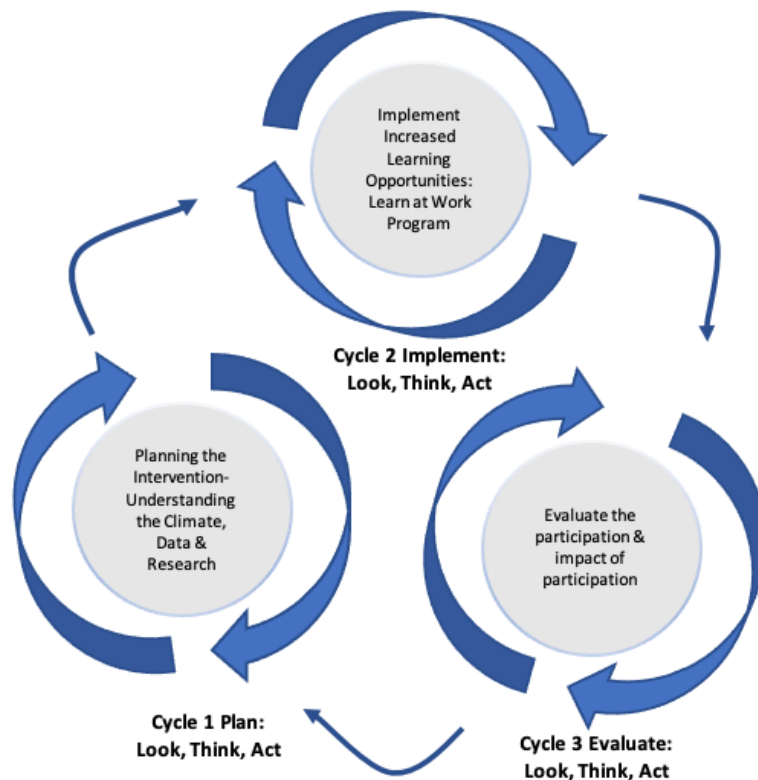 Implement
Increased
Learning
Opportunities:
Learn at Work
Program
Cycle 2 Implement:
Look, Think, Act
Planning the
Intervention-
Understanding
the Climate,
Data &
Research
Cycle 1 Plan:
Look, Think, Act
Evaluate the
participation &
impact of
participation
Cycle 3 Evaluate:
Look, Think, Act